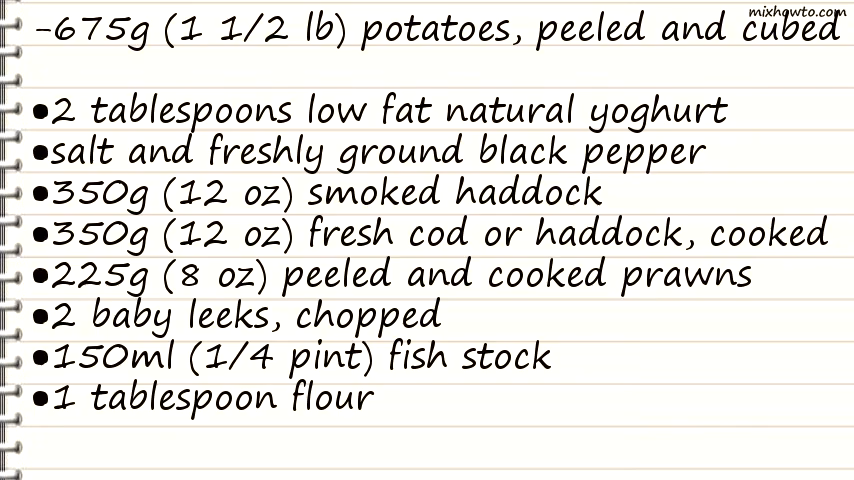 mixhowto.com
-675g (1 1/2 lb) potatoes, peeled and cubed
•2 tablespoons low fat natural yoghurt
•salt and freshly ground black pepper
•350g (12 oz) smoked haddock
•350g (12 oz) fresh cod or haddock, cooked
•225g (8 oz) peeled and cooked prawns
•2 baby leeks, chopped
•150ml (1/4 pint) fish stock
•1 tablespoon flour